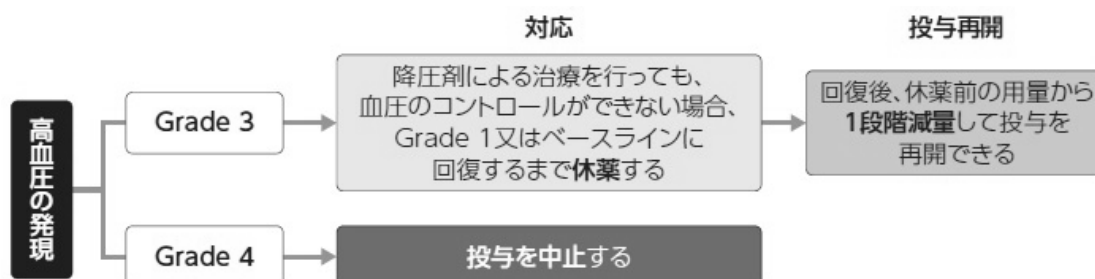 対応
投与再開
高血圧の発現
Grade 3
降圧剤による治療を行っても、
血圧のコントロールができない場合、
Grade 1又はベースラインに
回復するまで休薬する
回復後、休薬前の用量から
1段階減量して投与を
再開できる
Grade 4
投与を中止する